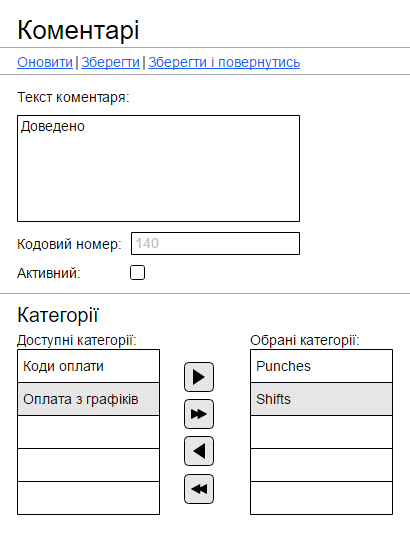 Коментарі
Оновити | Зберегти | Зберегти і повернутись
Текст коментаря:
Доведено
Кодовий номер: 140
Активний:
Категорії
Доступні категорії: Обрані категорії:
Коди оплати Punches
Оплата з графіків Shifts